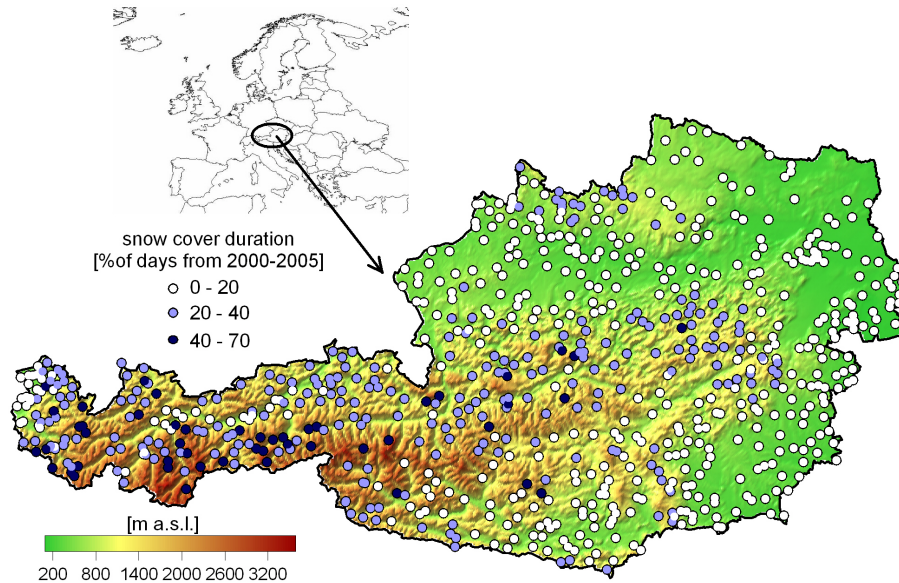 snow cover duration
[%of days from 2000-2005]
0 - 20
20 - 40
40 - 70
[m a.s.l.]
200 800 1400 2000 2600 3200